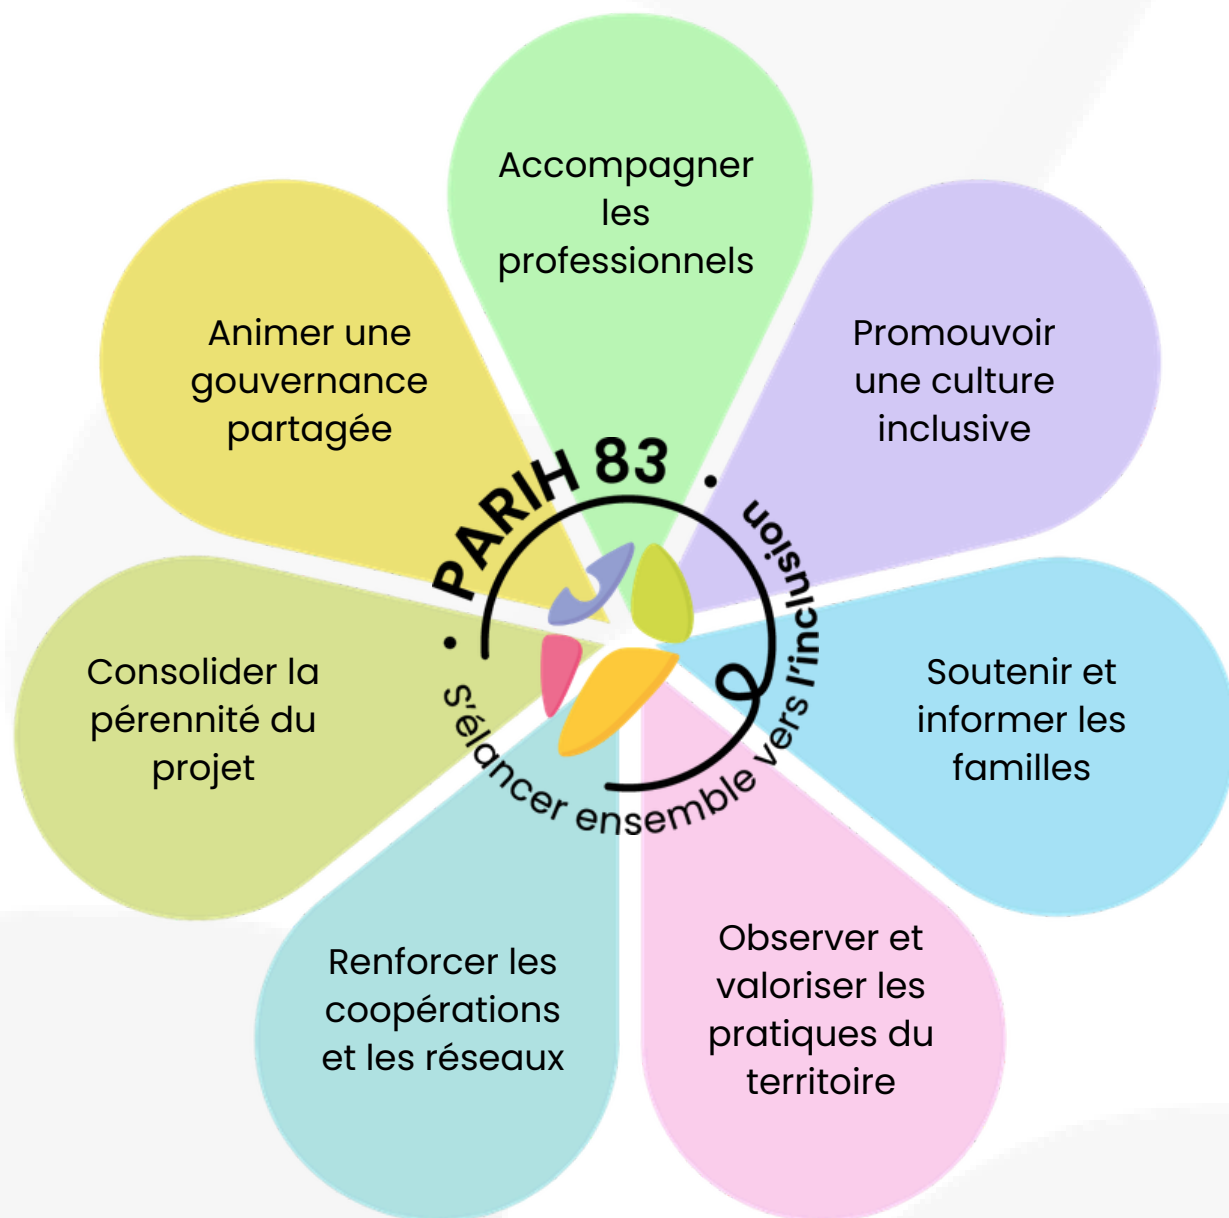 Accompagner
les
professionnels
Promouvoir
une culture
inclusive
Soutenir et
informer les
familles
Observer et
valoriser les
pratiques du
territoire
Renforcer les
coopérations
et les réseaux
Consolider la
pérennité du
projet
Animer une
gouvernance
partagée
• PARIH 83 •
S'élancer ensemble vers l'inclusion